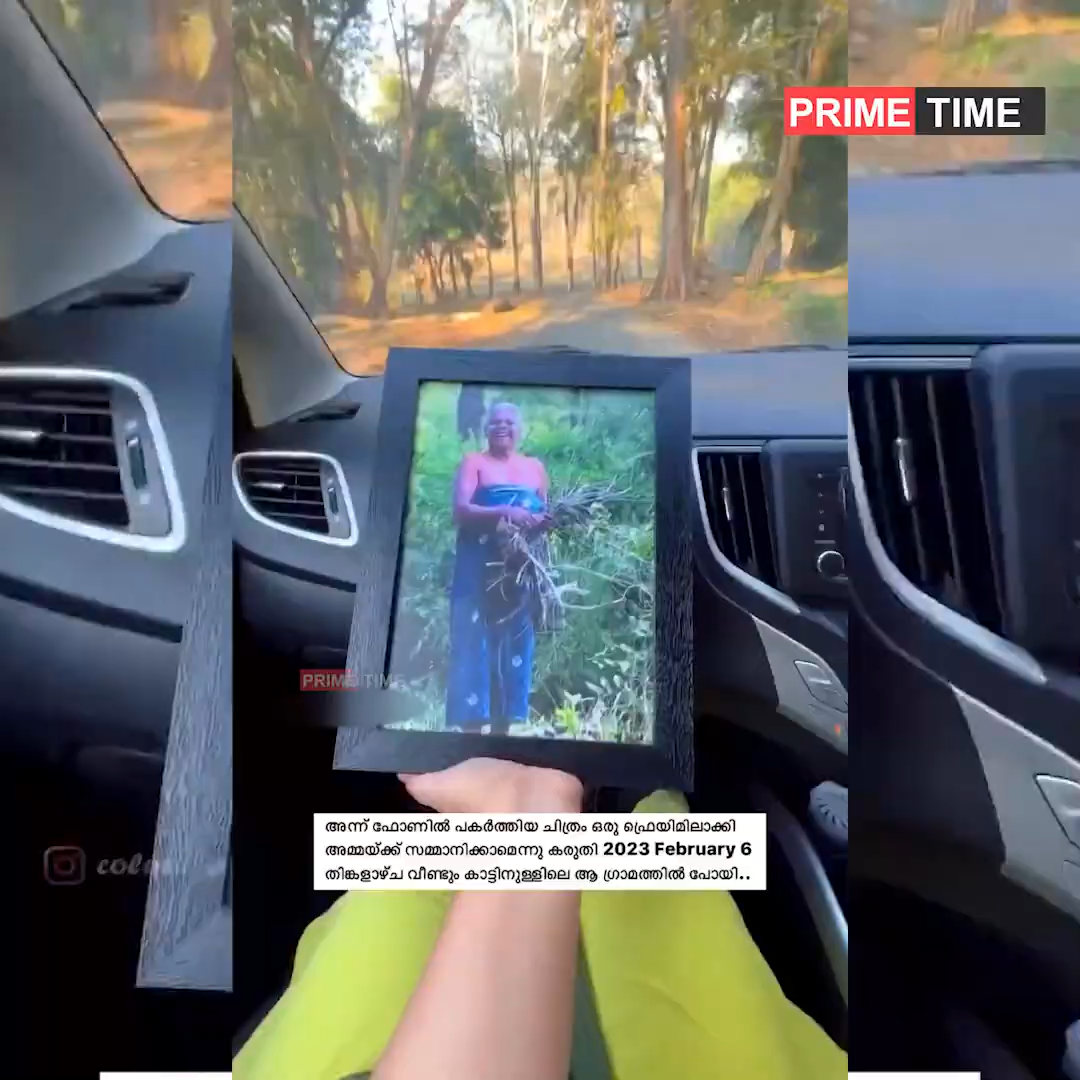 PRIME TIME
PRIME TIME
അന്ന് ഫോണിൽ പകർത്തിയ ചിത്രം ഒരു ഫ്രെയിമിലാക്കി
അമ്മയ്ക്ക് സമ്മാനിക്കാമെന്നു കരുതി 2023 February 6
തിങ്കളാഴ്ച വീണ്ടും കാട്ടിനുള്ളിലെ ആ ഗ്രാമത്തിൽ പോയി..